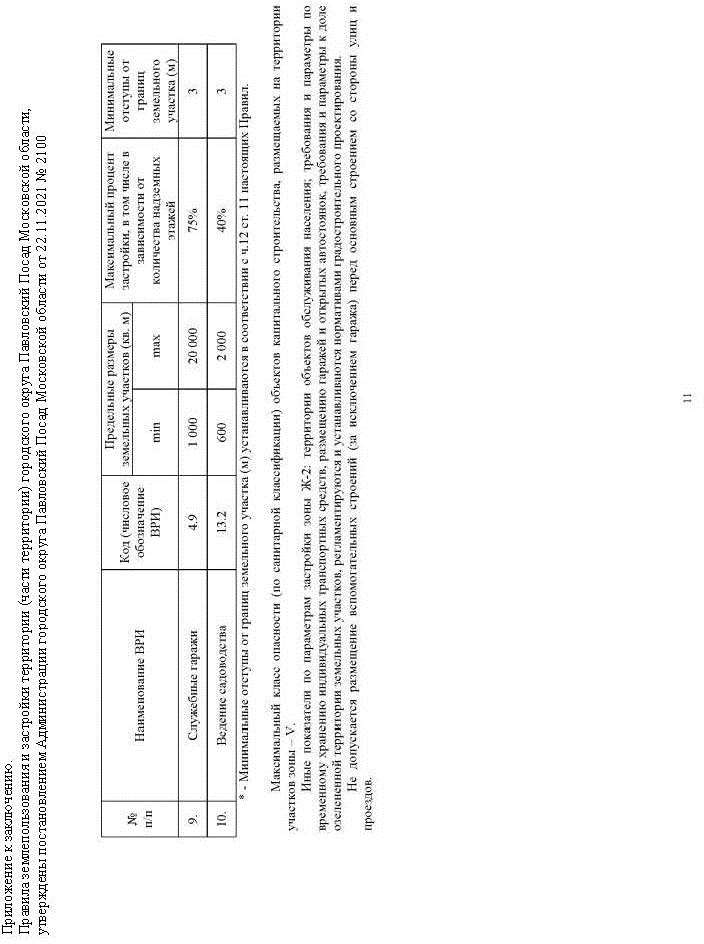 Приложение к заключению.
Правила землепользования и застройки территории (части территории) городского округа Павловский Посад Московской области,
утверждены постановлением Администрации городского округа Павловский Посад Московской области от 22.11.2021 № 2100
№ п/п
Наименование ВРИ
Код (числовое обозначение ВРИ)
Предельные размеры земельных участков (кв. м)
min
max
Максимальный процент застройки, в том числе в зависимости от количества надземных этажей
Минимальные отступы от границ земельного участка (м)
9. Служебные гаражи 4.9 1 000 20 000 75% 3
10. Ведение садоводства 13.2 600 2 000 40% 3
* - Минимальные отступы от границ земельного участка (м) устанавливаются в соответствии с ч.12 ст. 11 настоящих Правил.
Максимальный класс опасности (по санитарной классификации) объектов капитального строительства, размещаемых на территории
участков зоны – V.
Иные показатели по параметрам застройки зоны Ж-2: территории объектов обслуживания населения; требования и параметры по
временному хранению индивидуальных транспортных средств, размещению гаражей и открытых автостоянок, требования и параметры к доле
озелененной территории земельных участков, регламентируются и устанавливаются нормативами градостроительного проектирования.
Не допускается размещение вспомогательных строений (за исключением гаража) перед основным строением со стороны улиц и
проездов.
11